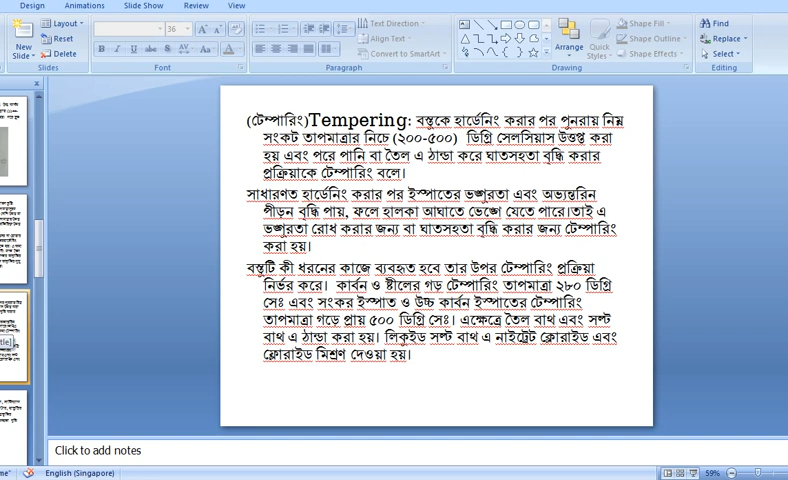 Design Animations Slide Show Review View
New Slide
Layout
Reset
Delete
Slides
36
B I U S abe AV Aa A
Font
Text Direction
Align Text
Convert to SmartArt
Paragraph
Arrange
Quick Styles
Shape Fill
Shape Outline
Shape Effects
Drawing
Find
Replace
Select
Editing
(টেম্পারিং)Tempering: বস্তুকে হার্ডেনিং করার পর পুনরায় নিম্ন
সংকট তাপমাত্রার নিচে (২০০-৫০০) ডিগ্রি সেলসিয়াস উত্তপ্ত করা
হয় এবং পরে পানি বা তৈল এ ঠান্ডা করে ঘাতসহতা বৃদ্ধি করার
প্রক্রিয়াকে টেম্পারিং বলে।
সাধারণত হার্ডেনিং করার পর ইস্পাতের ভঙ্গুরতা এবং অভ্যন্তরিন
পীড়ন বৃদ্ধি পায়, ফলে হালকা আঘাতে ভেঙ্গে যেতে পারে।তাই এ
ভঙ্গুরতা রোধ করার জন্য বা ঘাতসহতা বৃদ্ধি করার জন্য টেম্পারিং
করা হয়।
বস্তুটি কী ধরনের কাজে ব্যবহৃত হবে তার উপর টেম্পারিং প্রক্রিয়া
নির্ভর করে। কার্বন ও ষ্টীলের গড় টেম্পারিং তাপমাত্রা ২৮০ ডিগ্রি
সেঃ এবং সংকর ইস্পাত ও উচ্চ কার্বন ইস্পাতের টেম্পারিং
তাপমাত্রা গড়ে প্রায় ৫০০ ডিগ্রি সেঃ। এক্ষেত্রে তৈল বাথ এবং সল্ট
বাথ এ ঠান্ডা করা হয়। লিকুইড সল্ট বাথ এ নাইট্রেট ক্লোরাইড এবং
ফ্লোরাইড মিশ্রণ দেওয়া হয়।
Click to add notes
English (Singapore)
59%